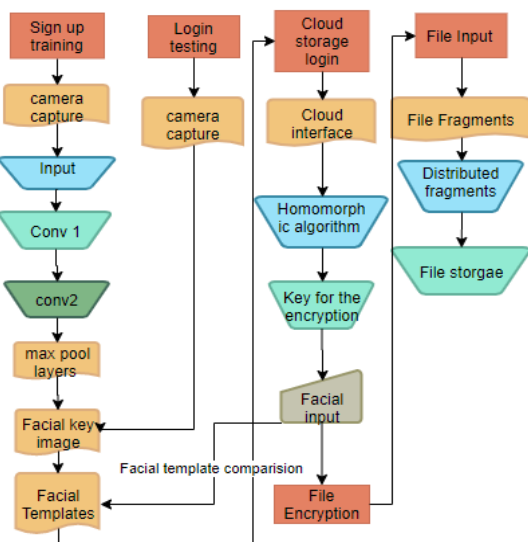 Sign up
training
camera
capture
Input
Conv 1
conv2
max pool
layers
Facial key
image
Facial
Templates
Login
testing
camera
capture
Cloud
storage
login
Cloud
interface
Homomorph
ic algorithm
Key for the
encryption
Facial
input
Facial template comparision
File
Encryption
File Input
File Fragments
Distributed
fragments
File storgae